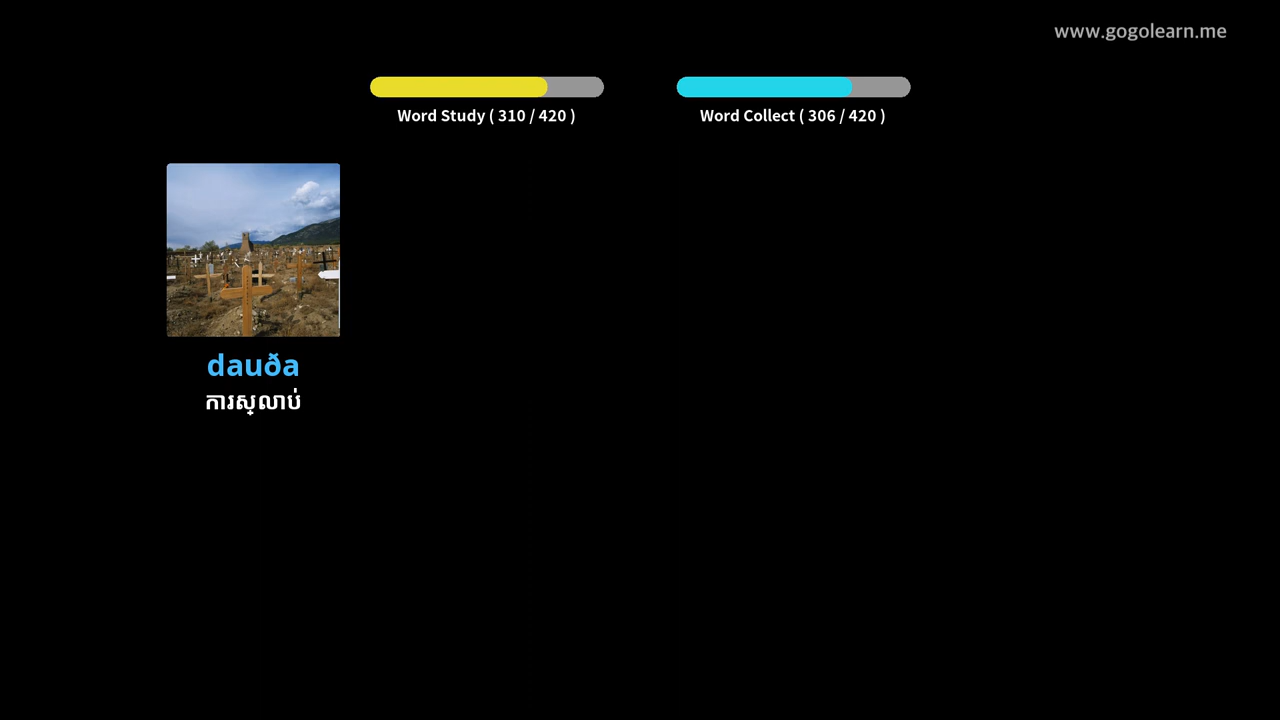 www.gogolearn.me
Word Study ( 310 / 420 )
Word Collect ( 306 / 420 )
dauða
ការស្លាប់